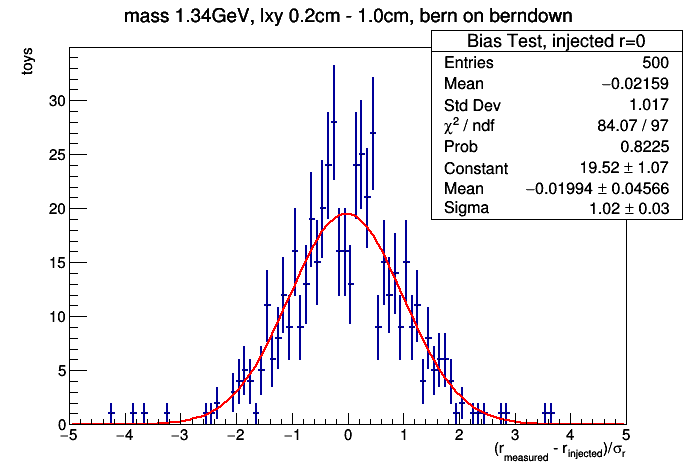 mass 1.34GeV, lxy 0.2cm - 1.0cm, bern on berndown
Bias Test, injected r=0
Entries 500
Mean −0.02159
Std Dev 1.017
χ² / ndf 84.07 / 97
Prob 0.8225
Constant 19.52 ± 1.07
Mean −0.01994 ± 0.04566
Sigma 1.02 ± 0.03
toys
30
25
20
15
10
5
0
−5 −4 −3 −2 −1 0 1 2 3 4 5
(r_measured - r_injected)/σ_r